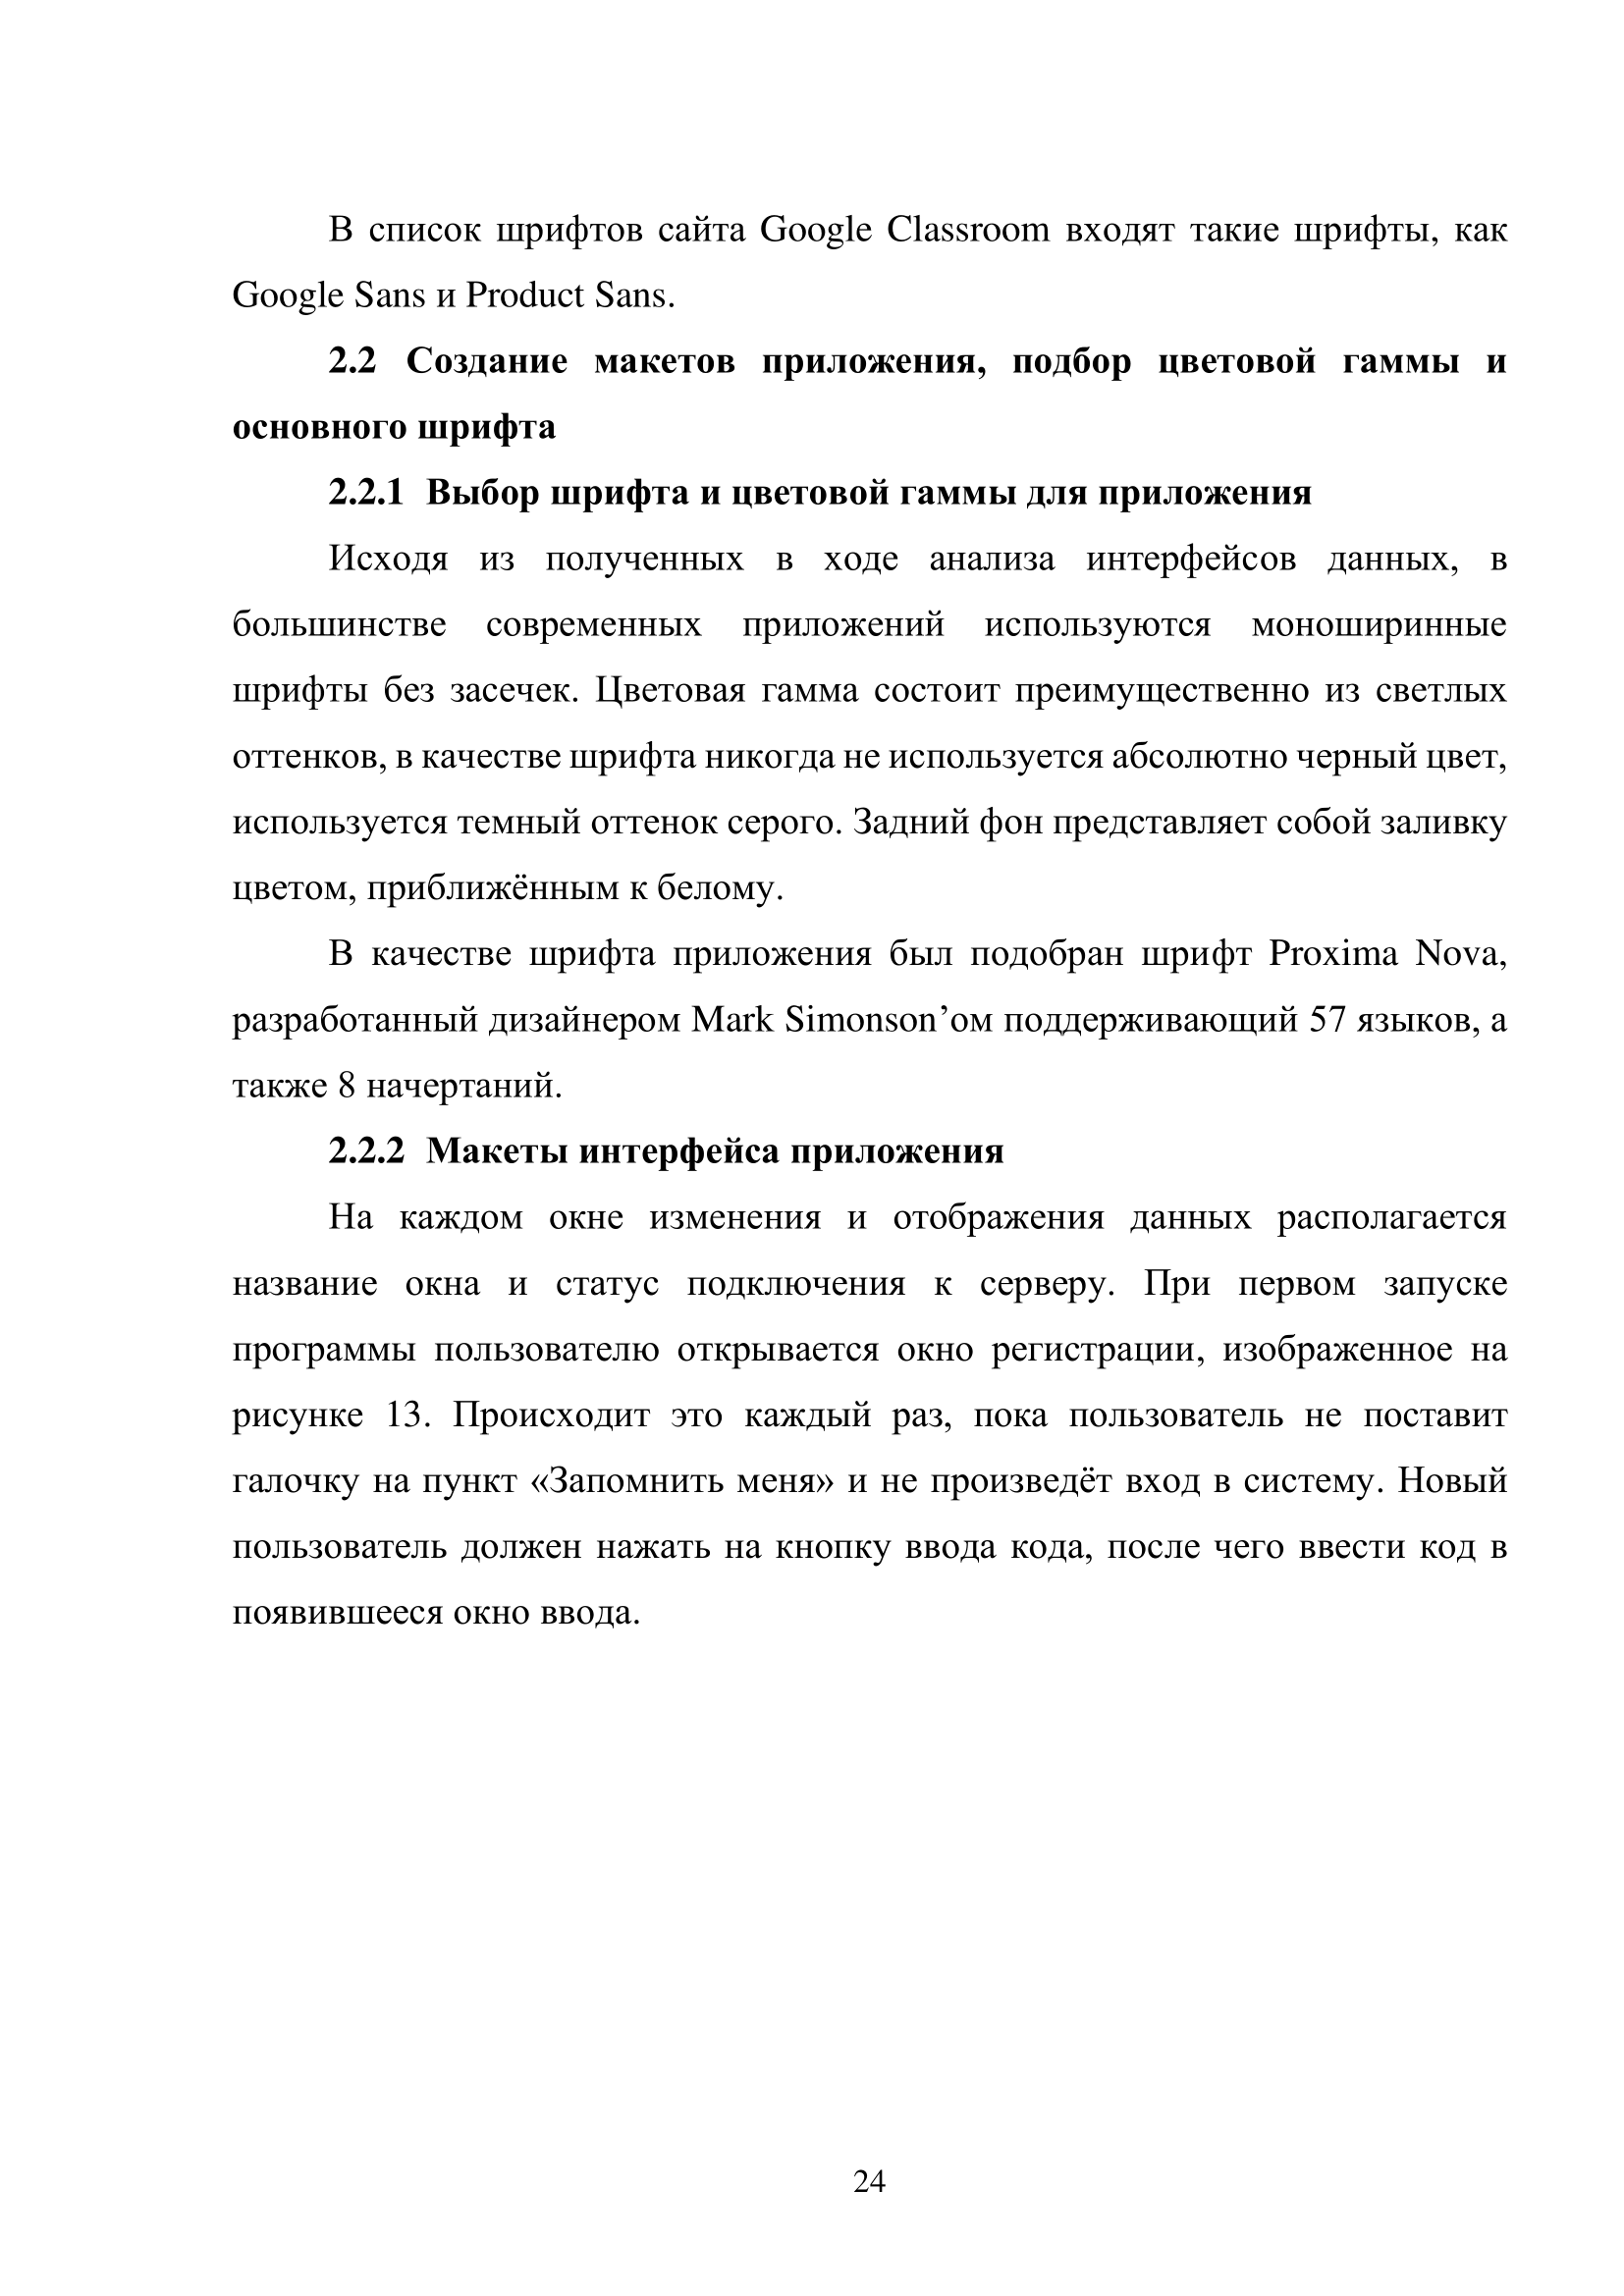 В список шрифтов сайта Google Classroom входят такие шрифты, как
Google Sans и Product Sans.
2.2 Создание макетов приложения, подбор цветовой гаммы и
основного шрифта
2.2.1 Выбор шрифта и цветовой гаммы для приложения
Исходя из полученных в ходе анализа интерфейсов данных, в
большинстве современных приложений используются моноширинные
шрифты без засечек. Цветовая гамма состоит преимущественно из светлых
оттенков, в качестве шрифта никогда не используется абсолютно черный цвет,
используется темный оттенок серого. Задний фон представляет собой заливку
цветом, приближённым к белому.
В качестве шрифта приложения был подобран шрифт Proxima Nova,
разработанный дизайнером Mark Simonson’ом поддерживающий 57 языков, а
также 8 начертаний.
2.2.2 Макеты интерфейса приложения
На каждом окне изменения и отображения данных располагается
название окна и статус подключения к серверу. При первом запуске
программы пользователю открывается окно регистрации, изображенное на
рисунке 13. Происходит это каждый раз, пока пользователь не поставит
галочку на пункт «Запомнить меня» и не произведёт вход в систему. Новый
пользователь должен нажать на кнопку ввода кода, после чего ввести код в
появившееся окно ввода.
24